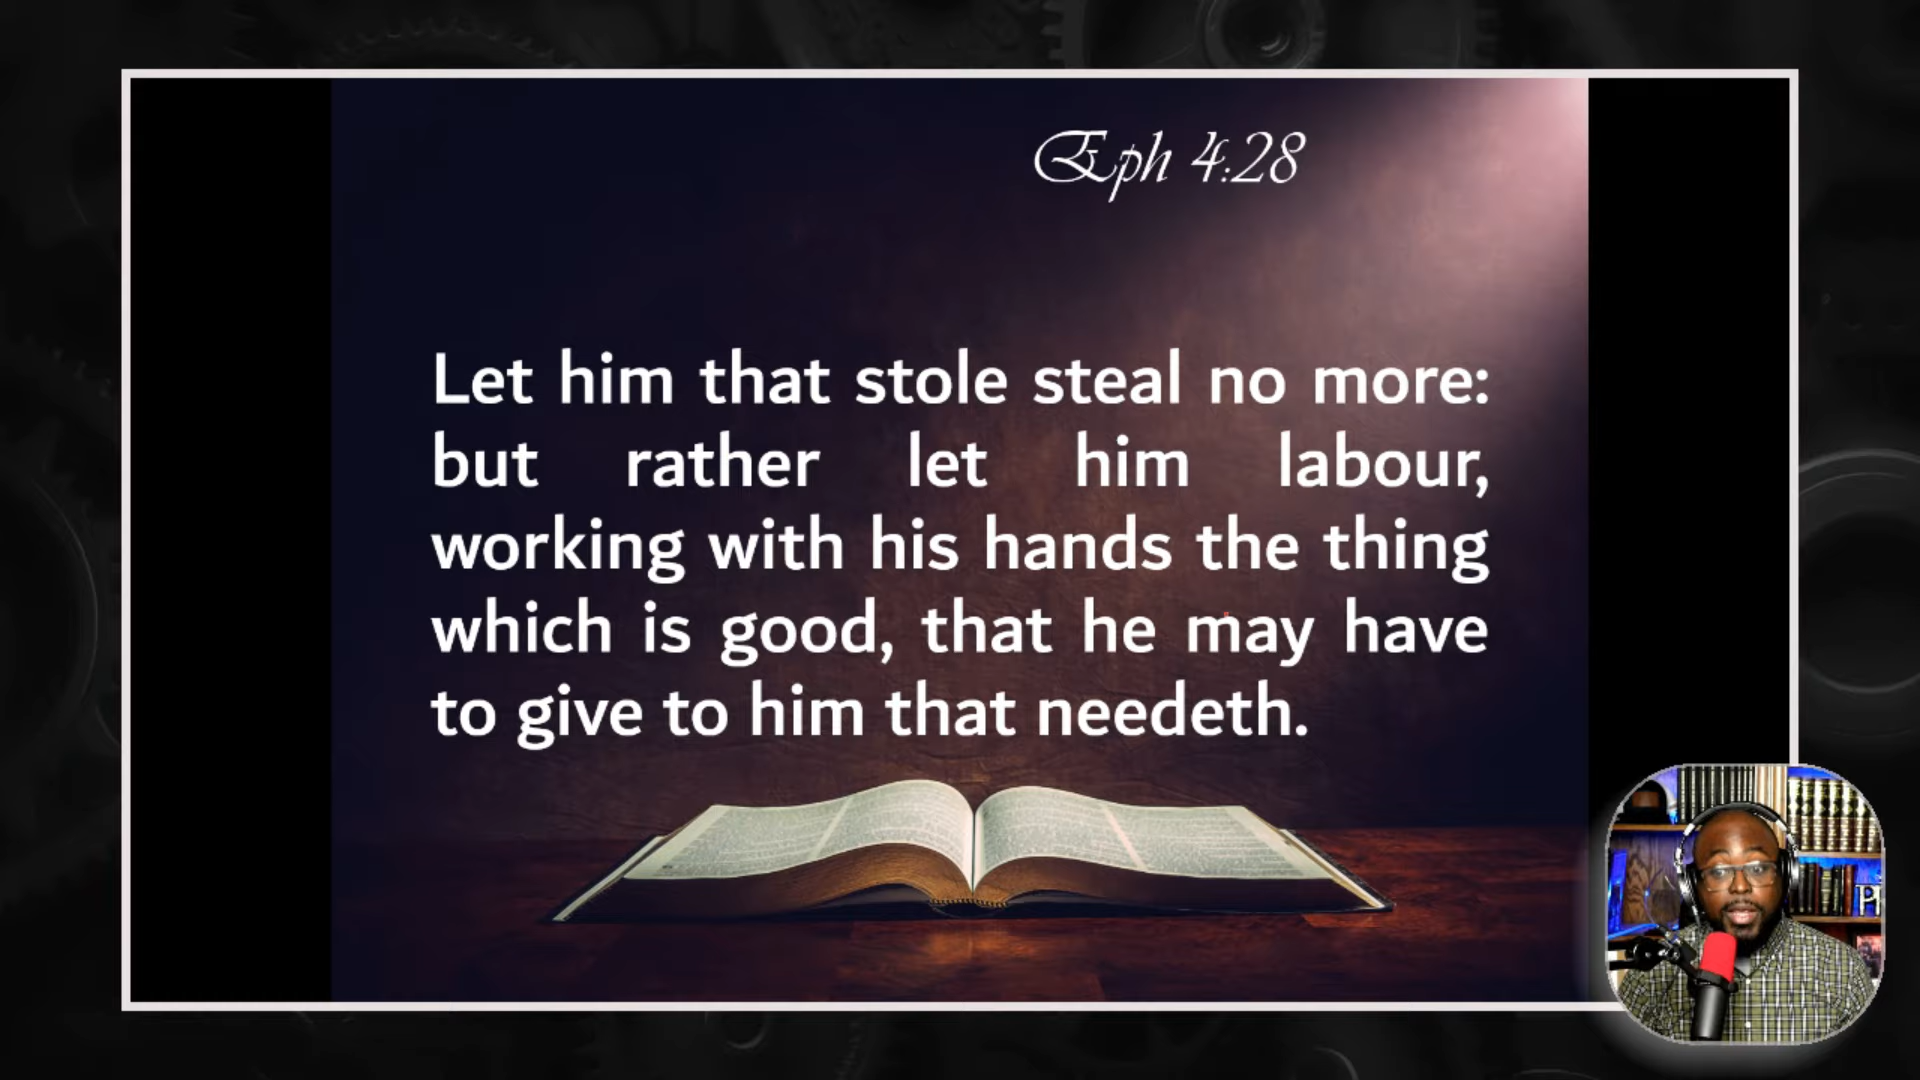 Eph 4:28
Let him that stole steal no more:
but rather let him labour,
working with his hands the thing
which is good, that he may have
to give to him that needeth.